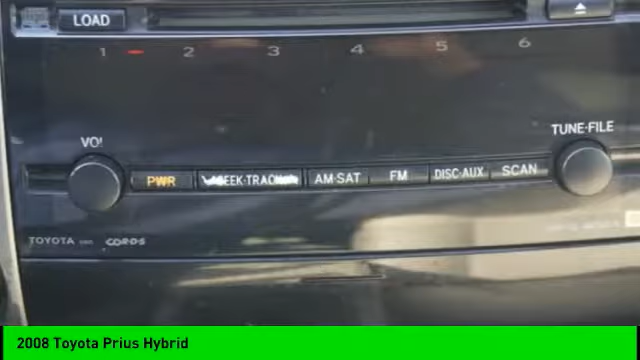 LOAD
1 2 3 4 5 6
VOL
TUNE·FILE
PWR SEEK·TRACK AM·SAT FM DISC·AUX SCAN
TOYOTA
2008 Toyota Prius Hybrid